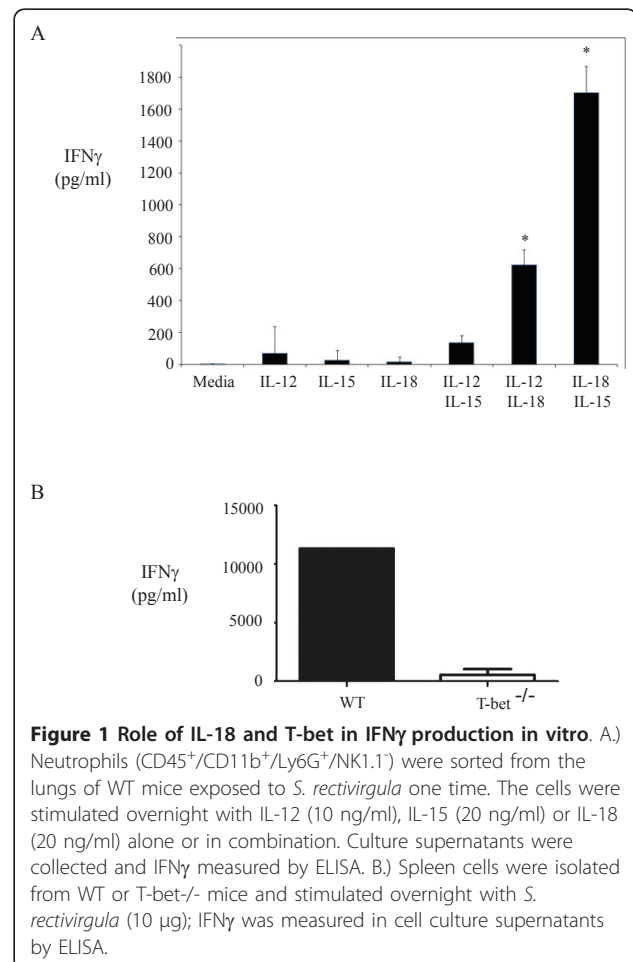 A
1800
1600
1400
1200
1000
800
600
400
200
0
IFNγ
(pg/ml)
*
*
Media IL-12 IL-15 IL-18 IL-12 IL-12 IL-18
IL-15 IL-18 IL-15
B
15000
10000
5000
0
IFNγ
(pg/ml)
WT T-bet -/-
Figure 1 Role of IL-18 and T-bet in IFNγ production in vitro. A.)
Neutrophils (CD45+/CD11b+/Ly6G+/NK1.1-) were sorted from the
lungs of WT mice exposed to S. rectivirgula one time. The cells were
stimulated overnight with IL-12 (10 ng/ml), IL-15 (20 ng/ml) or IL-18
(20 ng/ml) alone or in combination. Culture supernatants were
collected and IFNγ measured by ELISA. B.) Spleen cells were isolated
from WT or T-bet-/- mice and stimulated overnight with S.
rectivirgula (10 μg); IFNγ was measured in cell culture supernatants
by ELISA.